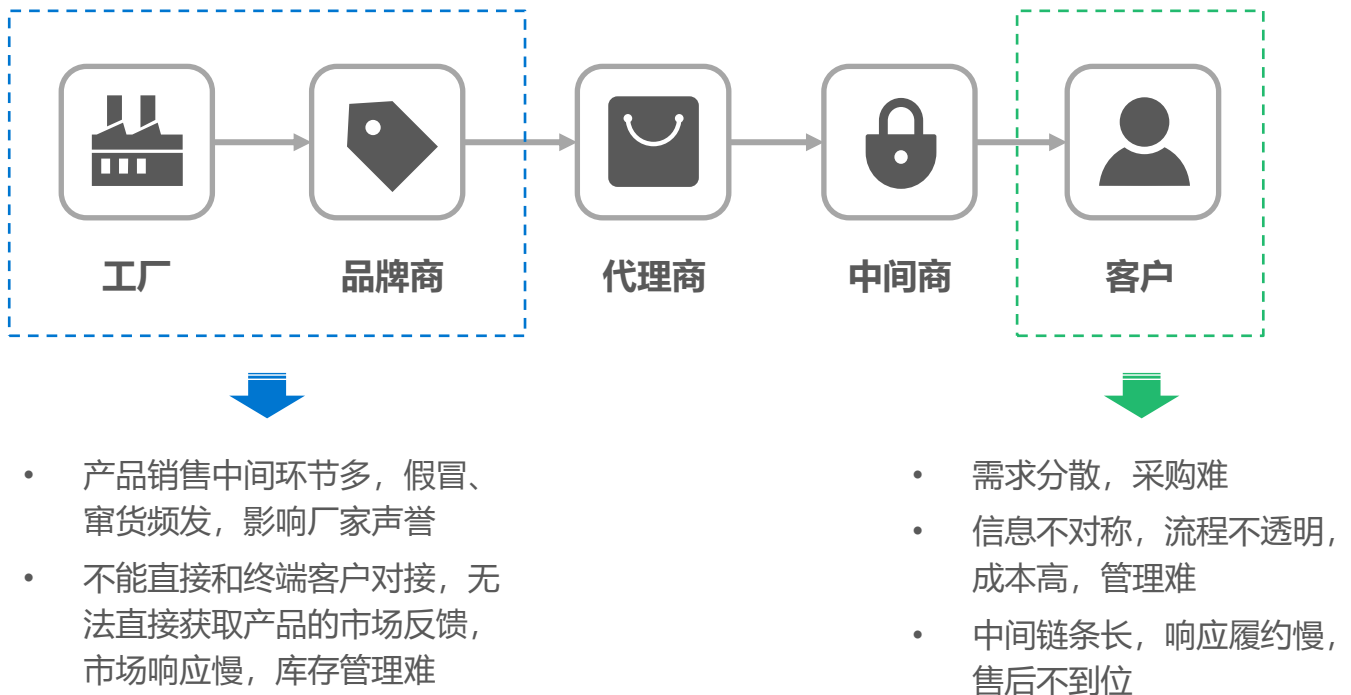 工厂
品牌商
代理商
中间商
客户
• 产品销售中间环节多，假冒、
窜货频发，影响厂家声誉
• 不能直接和终端客户对接，无
法直接获取产品的市场反馈，
市场响应慢，库存管理难
• 需求分散，采购难
• 信息不对称，流程不透明，
成本高，管理难
• 中间链条长，响应履约慢，
售后不到位